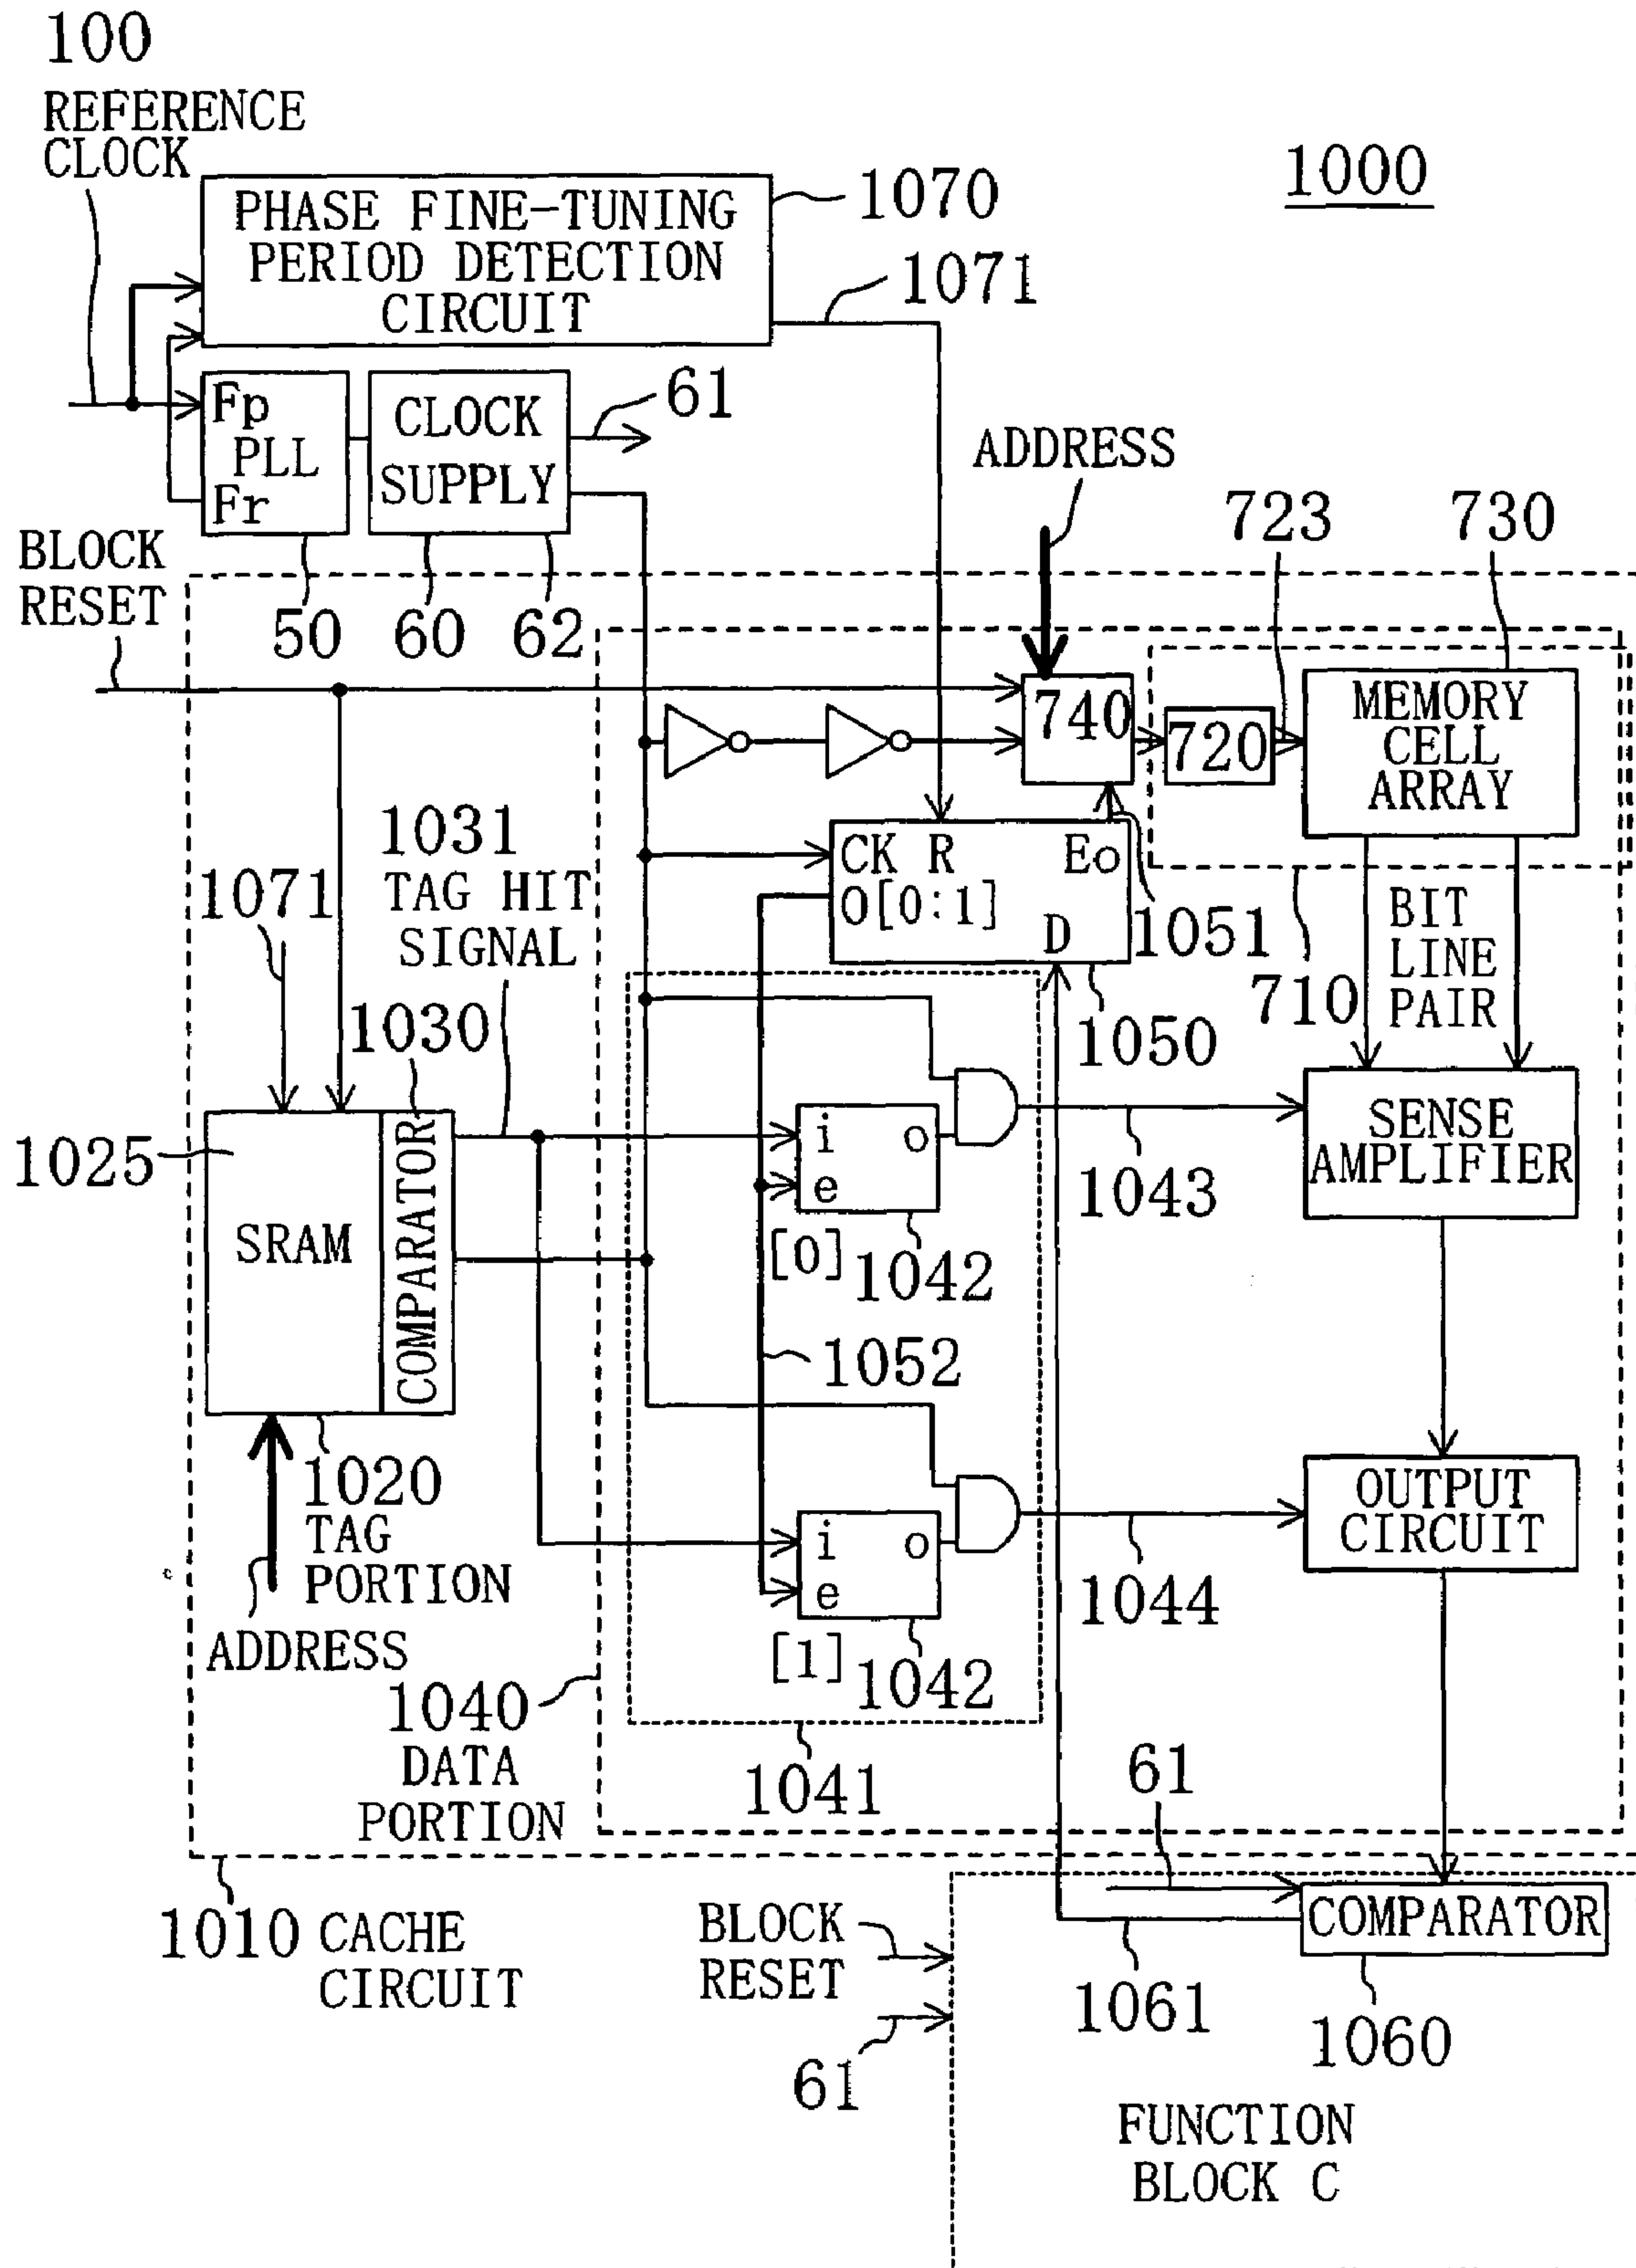 100
REFERENCE
CLOCK
1000
PHASE FINE-TUNING
PERIOD DETECTION
CIRCUIT
1070
1071
Fp
PLL
Fr
CLOCK
SUPPLY
61
ADDRESS
723
730
BLOCK
RESET
50
60
62
740
720
MEMORY
CELL
ARRAY
1031
TAG HIT
SIGNAL
1071
CK R Eo
O[0:1]
D
1051
710
BIT
LINE
PAIR
1030
1050
1025
SRAM
COMPARATOR
i o
e
[0]
1042
1043
SENSE
AMPLIFIER
1052
1020
TAG
PORTION
ADDRESS
i o
e
[1]
1042
1044
OUTPUT
CIRCUIT
1040
DATA
PORTION
1041
61
1010 CACHE
CIRCUIT
BLOCK
RESET
61
COMPARATOR
1061
1060
FUNCTION
BLOCK C